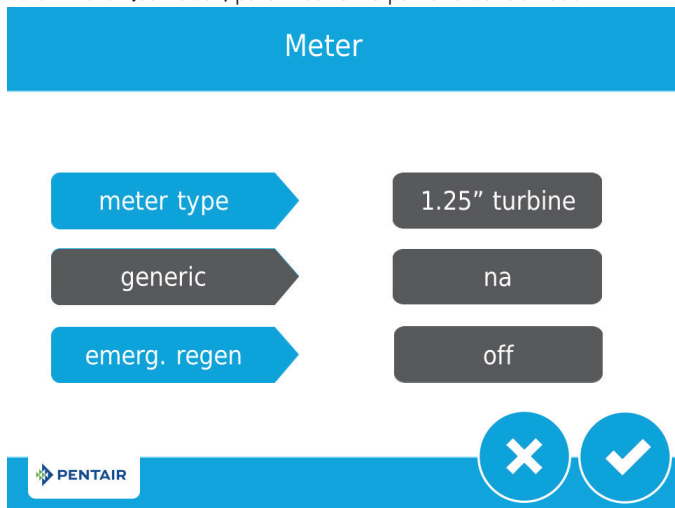 Meter
meter type
1.25” turbine
generic
na
emerg. regen
off
PENTAIR